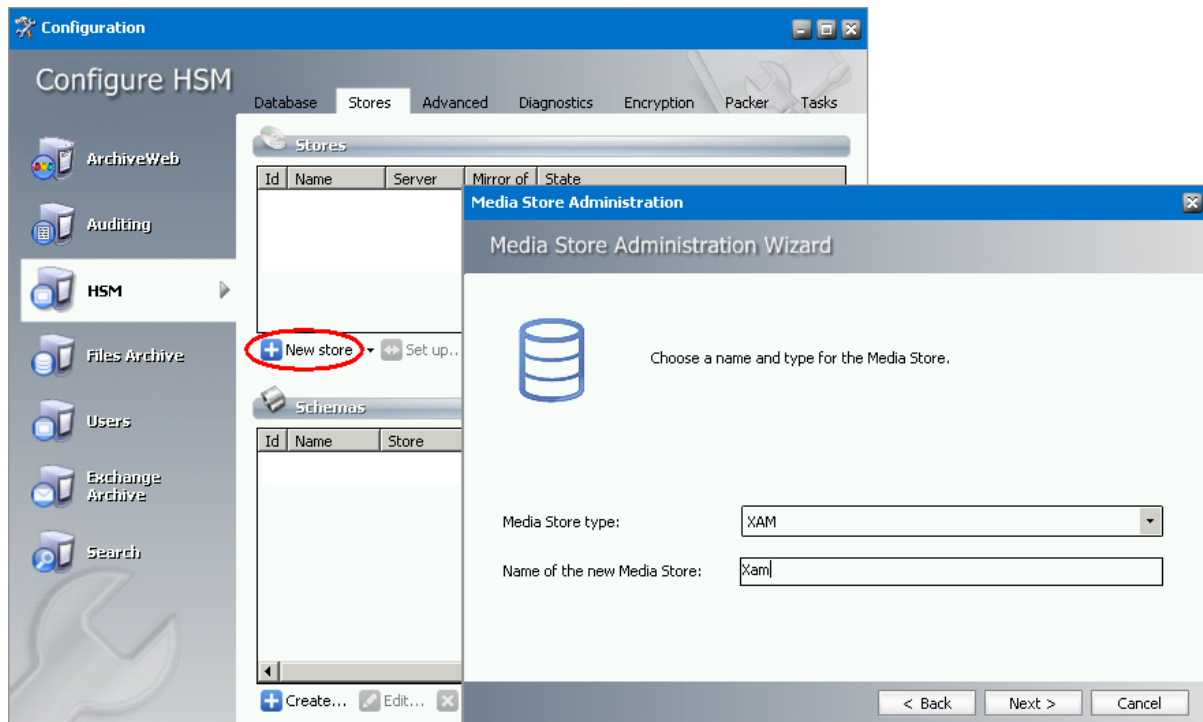 Configuration
Configure HSM
Database Stores Advanced Diagnostics Encryption Packer Tasks
ArchiveWeb
Auditing
HSM
Files Archive
Users
Exchange
Archive
Search
Stores
Id Name Server Mirror of State
New store Set up..
Schemas
Id Name Store
Create... Edit...
Media Store Administration
Media Store Administration Wizard
Choose a name and type for the Media Store.
Media Store type: XAM
Name of the new Media Store: Xam
< Back Next > Cancel